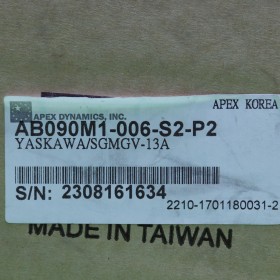 APEX DYNAMICS, INC.
APEX KOREA
AB090M1-006-S2-P2
YASKAWA/SGMGV-13A
S/N: 2308161634
2210-1701180031-2
MADE IN TAIWAN